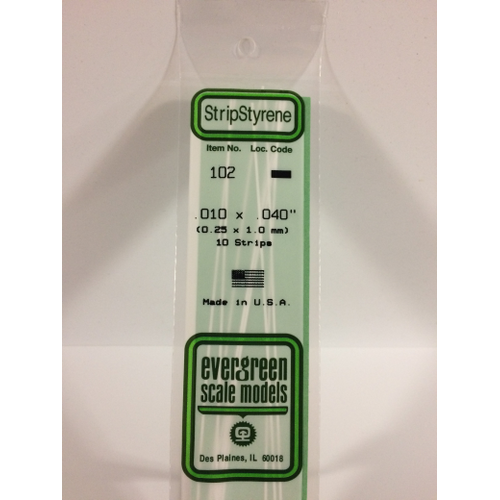 StripStyrene
Item No. Loc. Code
102
.010 x .040"
(0.25 x 1.0 mm)
10 Strips
Made in U.S.A.
evergreen
scale models
Des Plaines, IL 60018